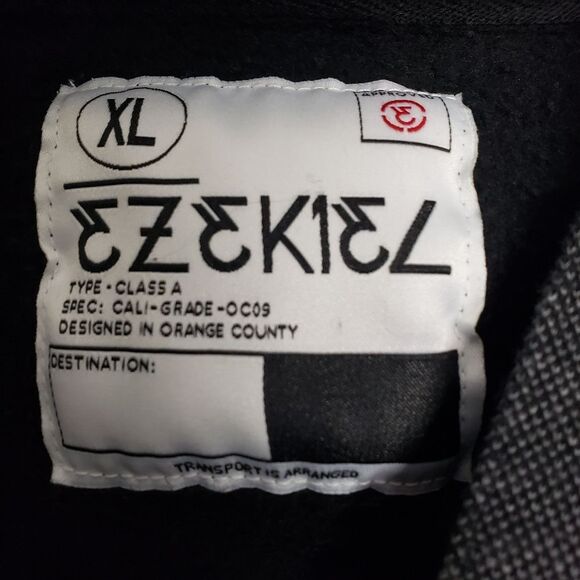 XL
APPROVED
EZEKIEL
TYPE - CLASS A
SPEC: CALI-GRADE-OC09
DESIGNED IN ORANGE COUNTY
DESTINATION:
TRANSPORT IS ARRANGED